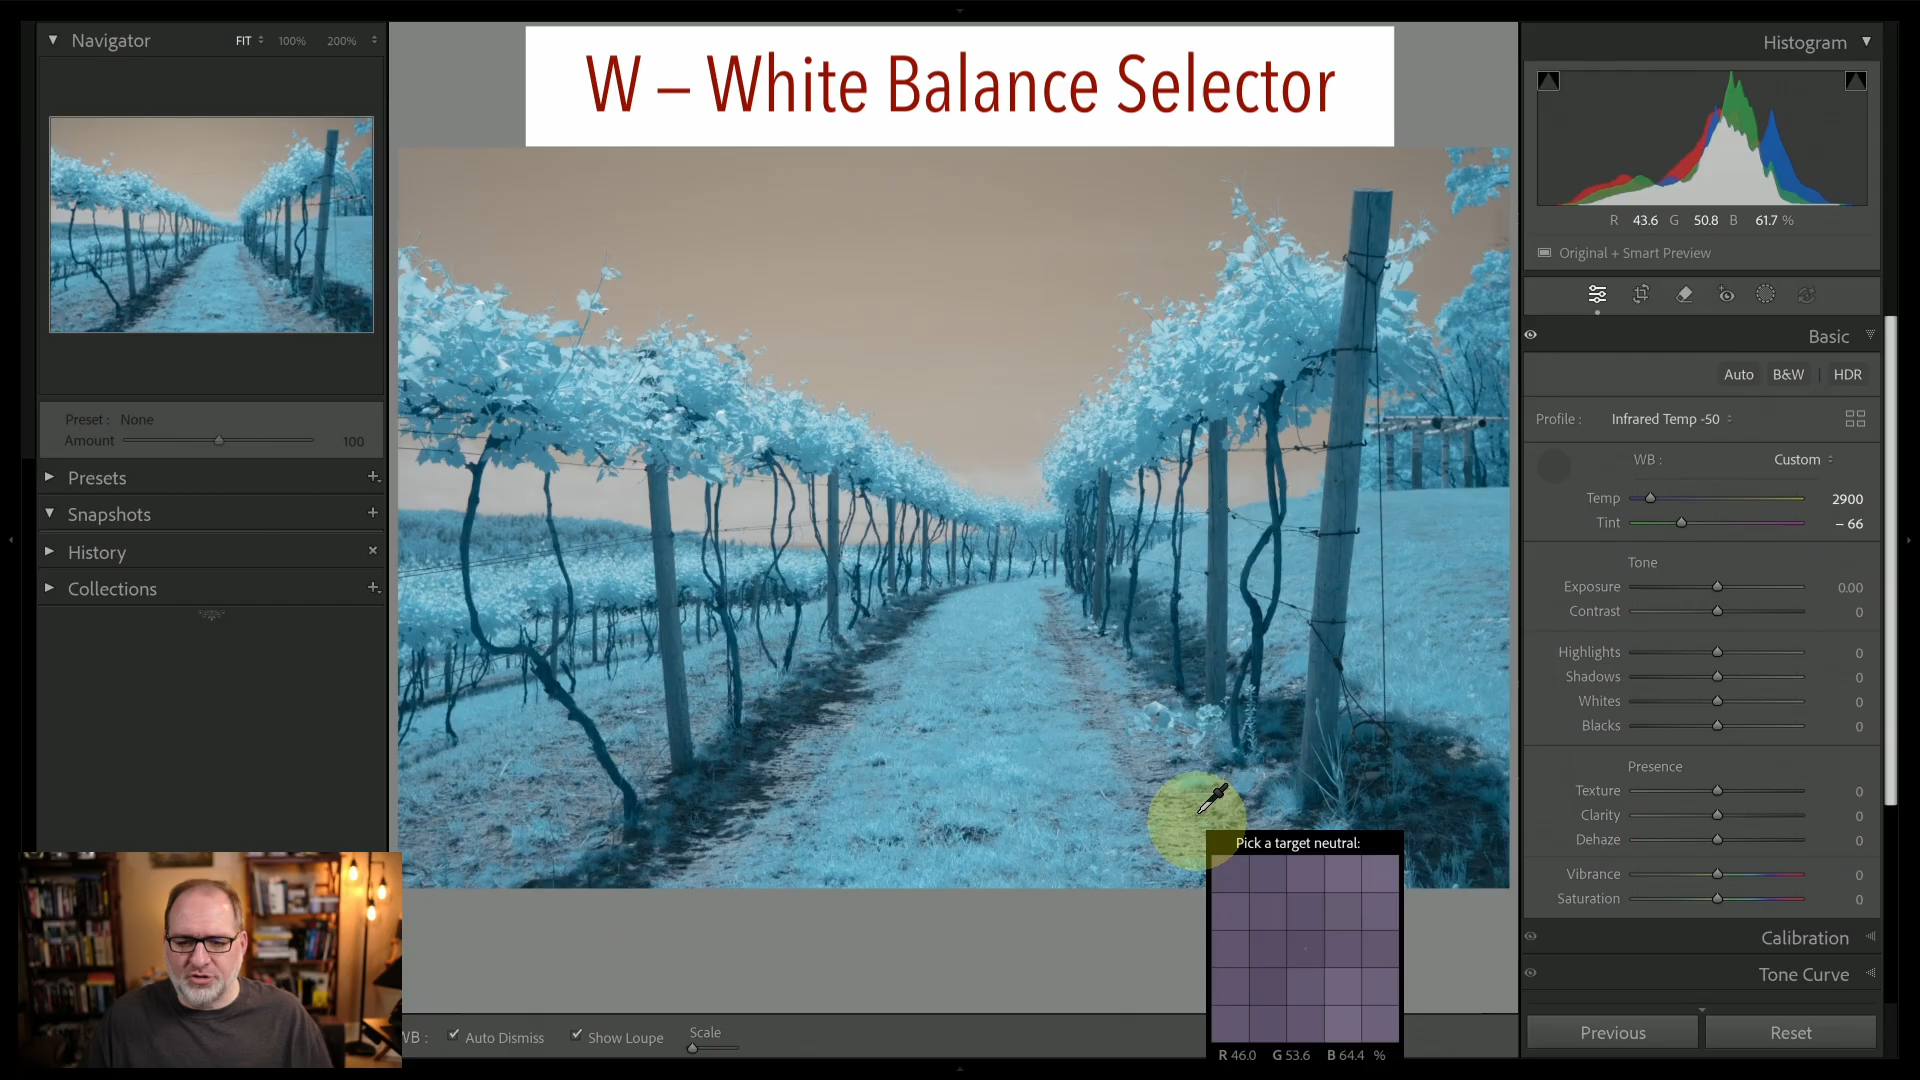 Navigator
FIT 100% 200%
W – White Balance Selector
Histogram
R 43.6 G 50.8 B 61.7 %
Original + Smart Preview
Basic
Auto B&W HDR
Profile : Infrared Temp -50
WB : Custom
Temp 2900
Tint – 66
Tone
Exposure 0.00
Contrast 0
Highlights 0
Shadows 0
Whites 0
Blacks 0
Presence
Texture 0
Clarity 0
Dehaze 0
Vibrance 0
Saturation 0
Calibration
Tone Curve
Previous Reset
Preset : None
Amount 100
Presets
Snapshots
History
Collections
Pick a target neutral:
R 46.0 G 53.6 B 64.4 %
WB : Auto Dismiss Show Loupe Scale